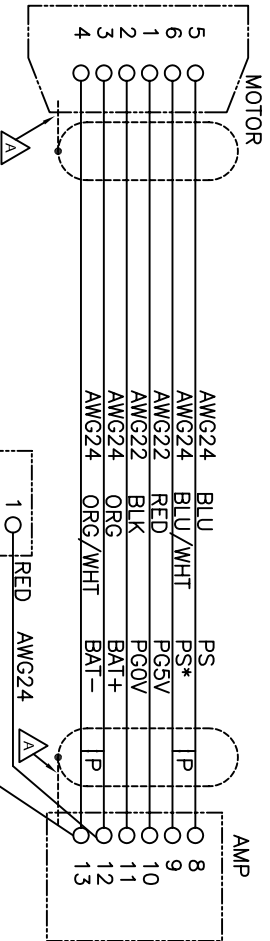 MOTOR AMP
5 AWG24 BLU PS 8
6 AWG24 BLU/WHT PS* P 9
1 AWG22 RED PG5V 10
2 AWG22 BLK PG0V 11
3 AWG24 ORG BAT+ 12
4 AWG24 ORG/WHT BAT- P 13
A A
1 RED AWG24